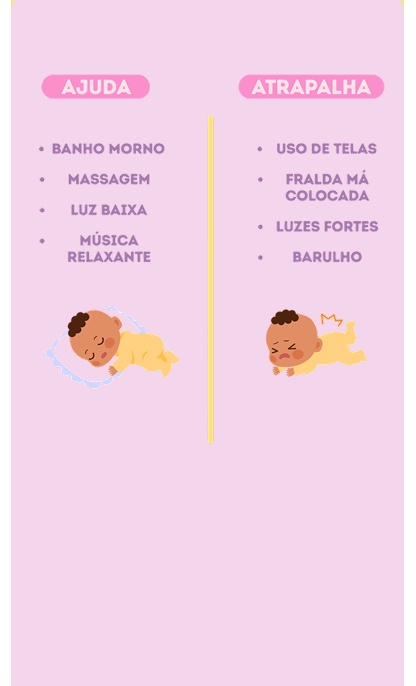 AJUDA
• BANHO MORNO
• MASSAGEM
• LUZ BAIXA
• MÚSICA
RELAXANTE
ATRAPALHA
• USO DE TELAS
• FRALDA MÁ
COLOCADA
• LUZES FORTES
• BARULHO